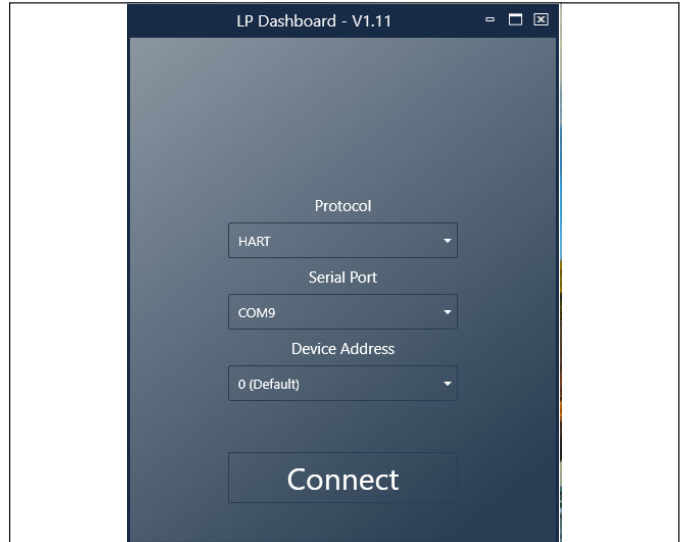 LP Dashboard - V1.11
Protocol
HART
Serial Port
COM9
Device Address
0 (Default)
Connect